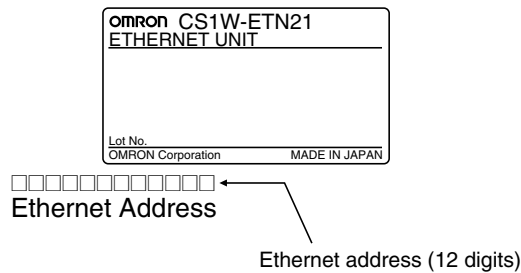 OMRON CS1W-ETN21
ETHERNET UNIT
Lot No.
OMRON Corporation MADE IN JAPAN
□□□□□□□□□□□□
Ethernet Address
Ethernet address (12 digits)